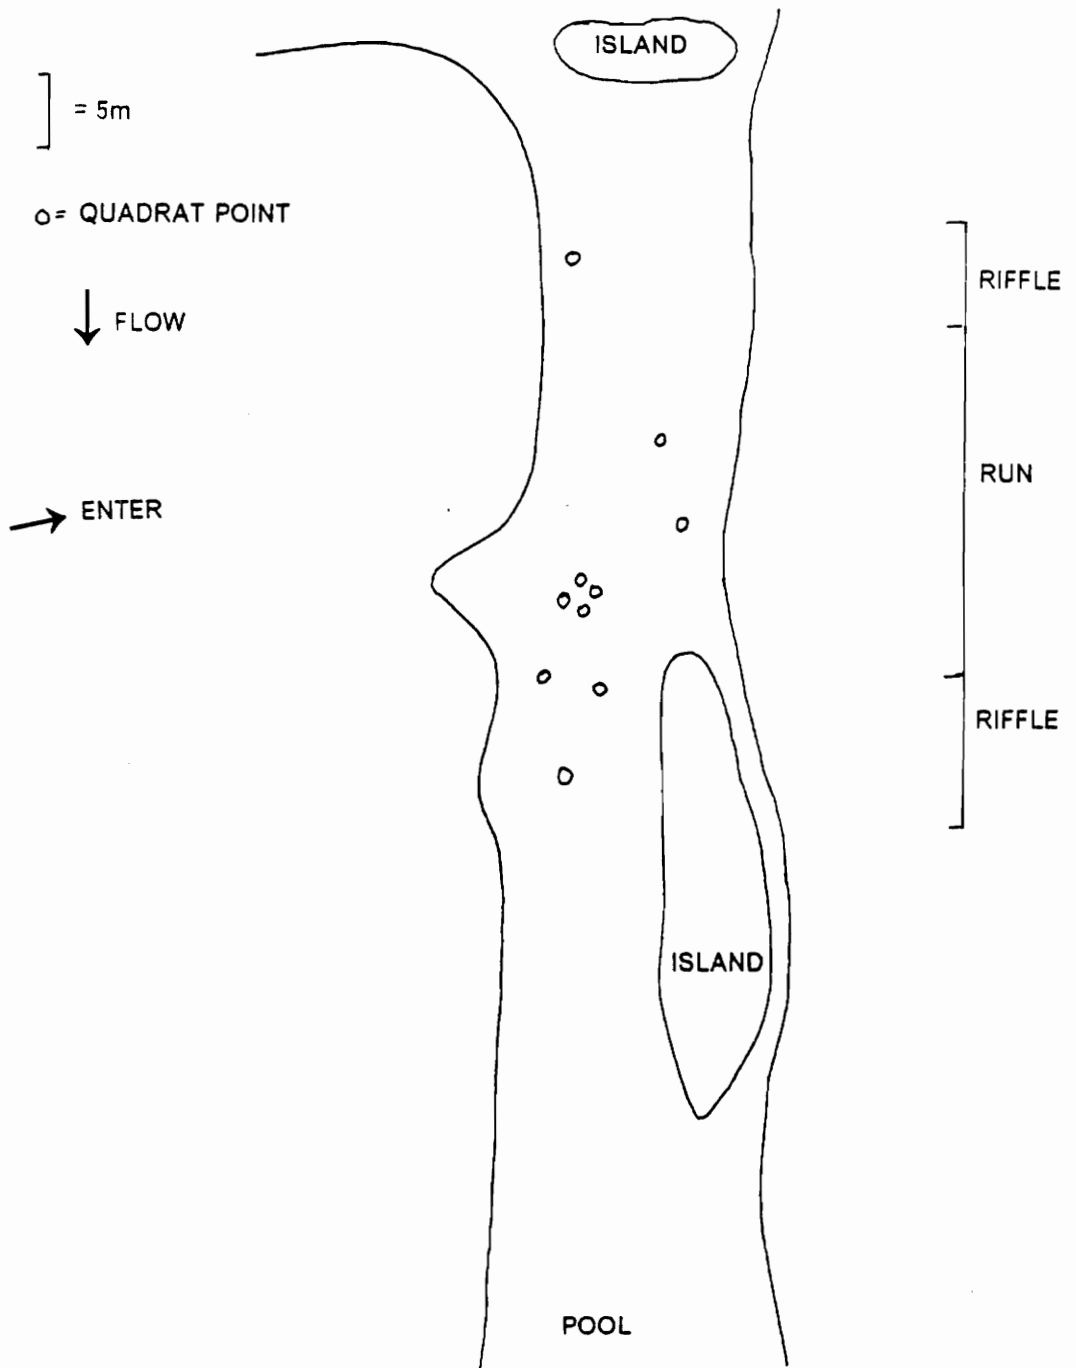 ISLAND
= 5m
= QUADRAT POINT
FLOW
RIFFLE
RUN
ENTER
RIFFLE
ISLAND
POOL